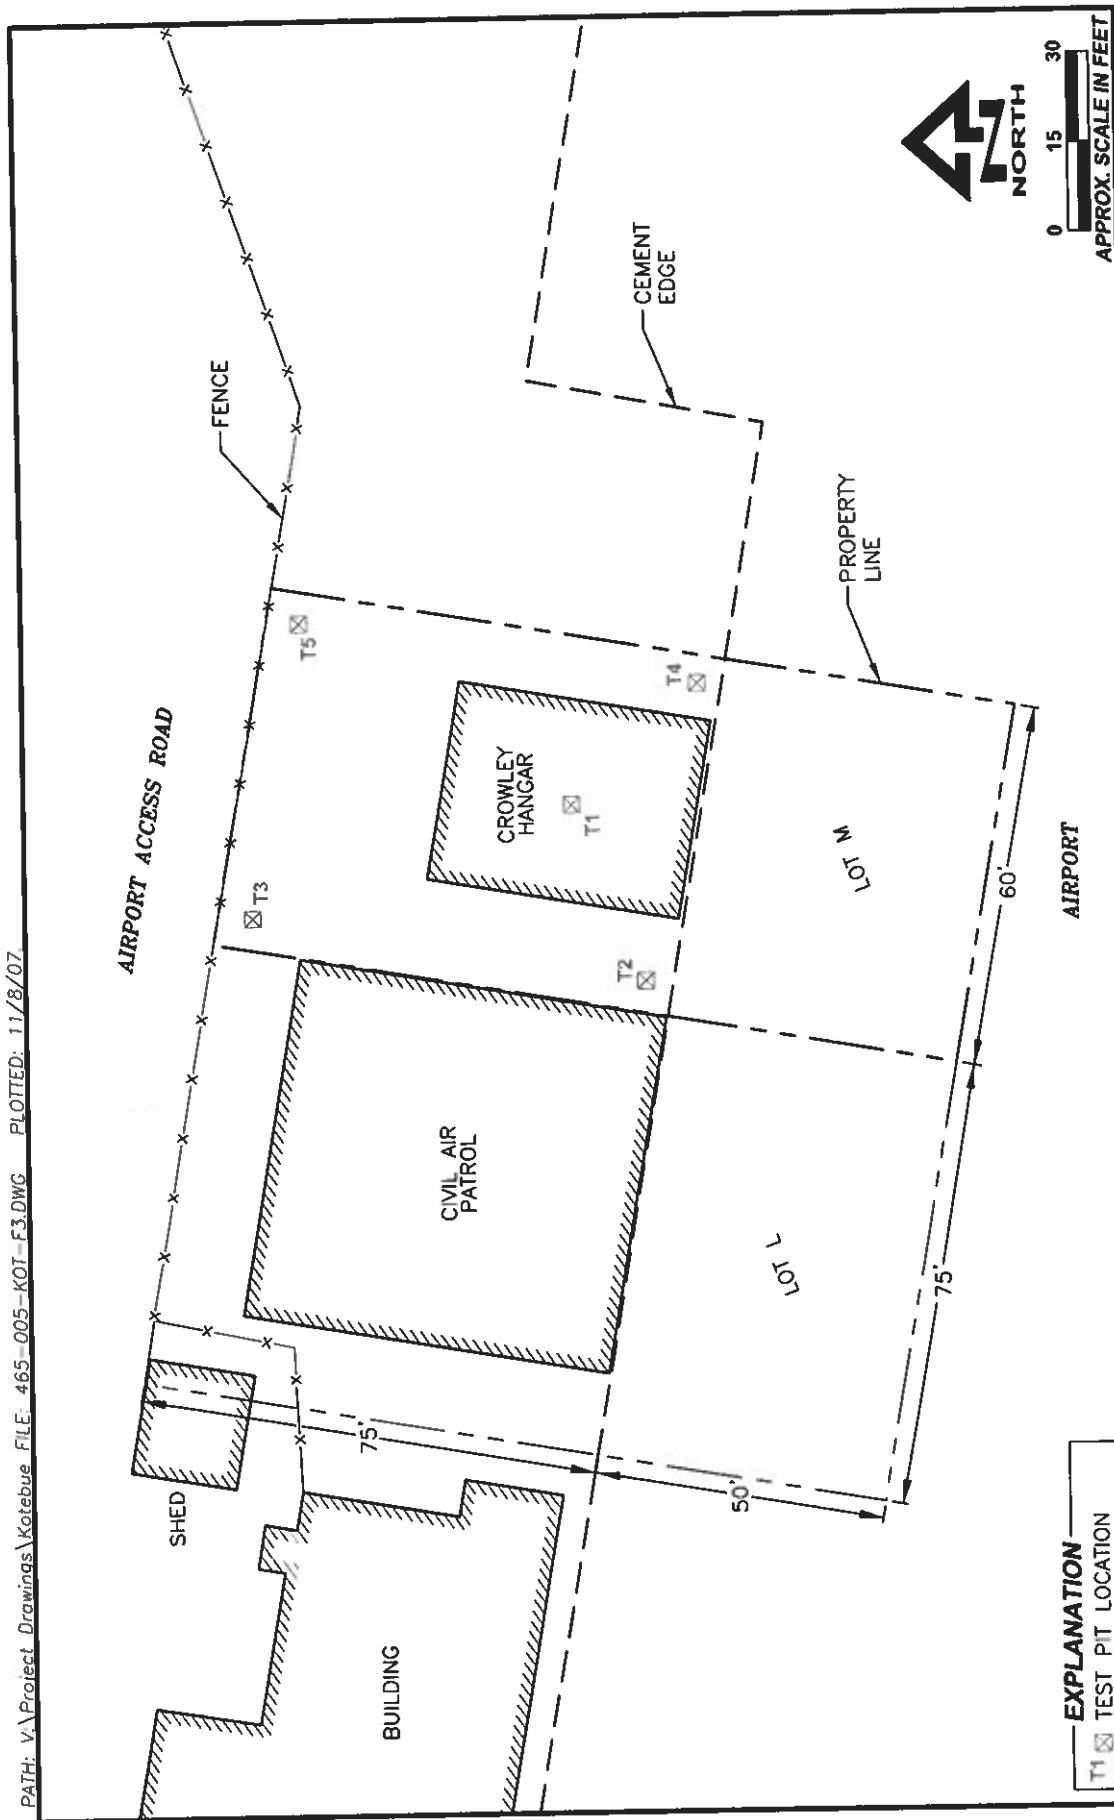 PATH: V:\Project Drawings\Kotebue FILE: 465-005-KOT-F3.DWG PLOTTED: 11/8/07
AIRPORT ACCESS ROAD
FENCE
SHED
T3
T5
BUILDING
CIVIL AIR
PATROL
CROWLEY
HANGAR
T1
T2
T4
CEMENT
EDGE
PROPERTY
LINE
75'
50'
LOT L
LOT M
75'
60'
AIRPORT
NORTH
0 15 30
APPROX. SCALE IN FEET
EXPLANATION
T1 TEST PIT LOCATION